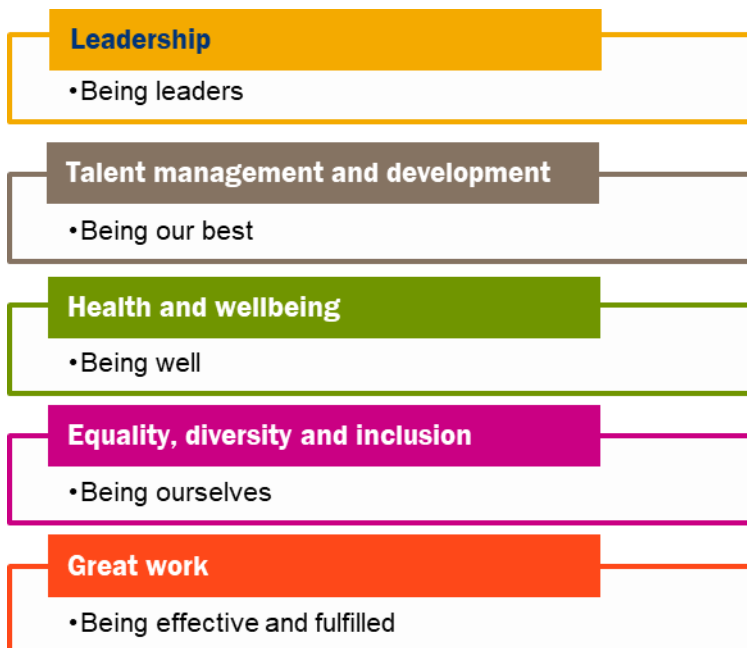 Leadership
•Being leaders
Talent management and development
•Being our best
Health and wellbeing
•Being well
Equality, diversity and inclusion
•Being ourselves
Great work
•Being effective and fulfilled